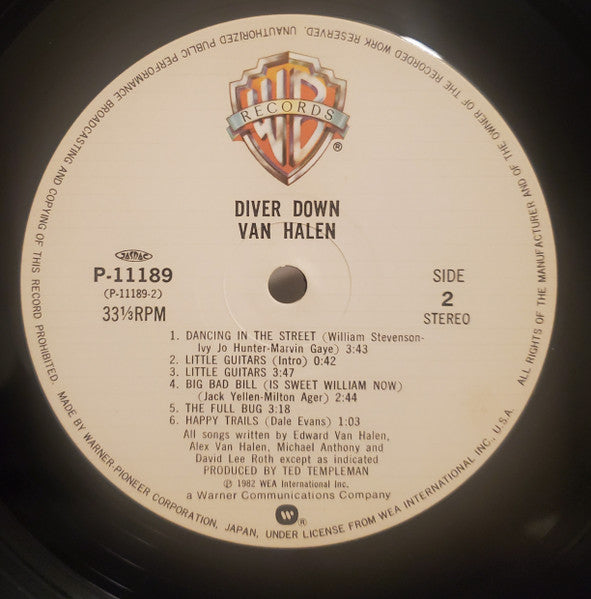 UNAUTHORIZED PUBLIC PERFORMANCE BROADCASTING AND COPYING OF THIS RECORD PROHIBITED.
ALL RIGHTS OF THE MANUFACTURER AND OF THE OWNER OF THE RECORDED WORK RESERVED.
WB
RECORDS
®
DIVER DOWN
VAN HALEN
JASRAC
P-11189
(P-11189-2)
33⅓RPM
SIDE
2
STEREO
1. DANCING IN THE STREET (William Stevenson-
Ivy Jo Hunter-Marvin Gaye) 3:43
2. LITTLE GUITARS (Intro) 0:42
3. LITTLE GUITARS 3:47
4. BIG BAD BILL (IS SWEET WILLIAM NOW)
(Jack Yellen-Milton Ager) 2:44
5. THE FULL BUG 3:18
6. HAPPY TRAILS (Dale Evans) 1:03
All songs written by Edward Van Halen,
Alex Van Halen, Michael Anthony and
David Lee Roth except as indicated
PRODUCED BY TED TEMPLEMAN
℗ 1982 WEA International Inc.
a Warner Communications Company
®
MADE BY WARNER-PIONEER CORPORATION, JAPAN, UNDER LICENSE FROM WEA INTERNATIONAL INC., U.S.A.